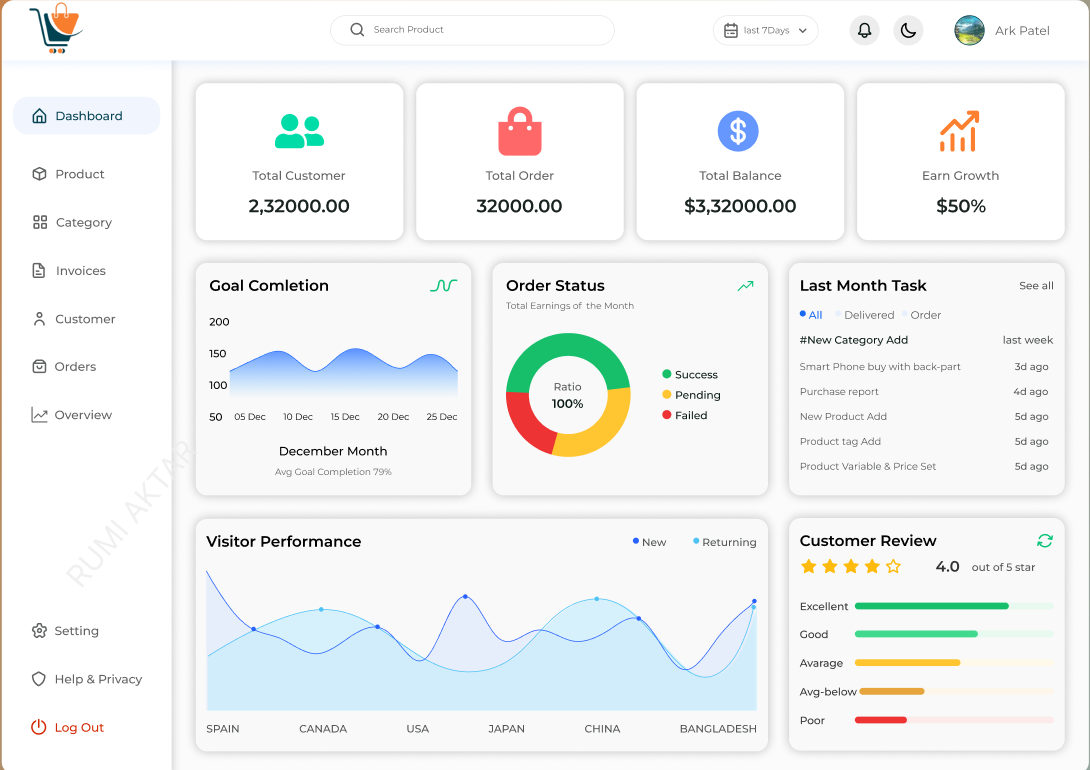 Search Product
last 7Days
Ark Patel
Dashboard
Product
Category
Invoices
Customer
Orders
Overview
Setting
Help & Privacy
Log Out
RUMI AKTAR
Total Customer
2,32000.00
Total Order
32000.00
Total Balance
$3,32000.00
Earn Growth
$50%
Goal Comletion
200
150
100
50
05 Dec 10 Dec 15 Dec 20 Dec 25 Dec
December Month
Avg Goal Completion 79%
Order Status
Total Earnings of the Month
Ratio
100%
Success
Pending
Failed
Last Month Task See all
All Delivered Order
#New Category Add last week
Smart Phone buy with back-part 3d ago
Purchase report 4d ago
New Product Add 5d ago
Product tag Add 5d ago
Product Variable & Price Set 5d ago
Visitor Performance New Returning
SPAIN CANADA USA JAPAN CHINA BANGLADESH
Customer Review
4.0 out of 5 star
Excellent
Good
Avarage
Avg-below
Poor